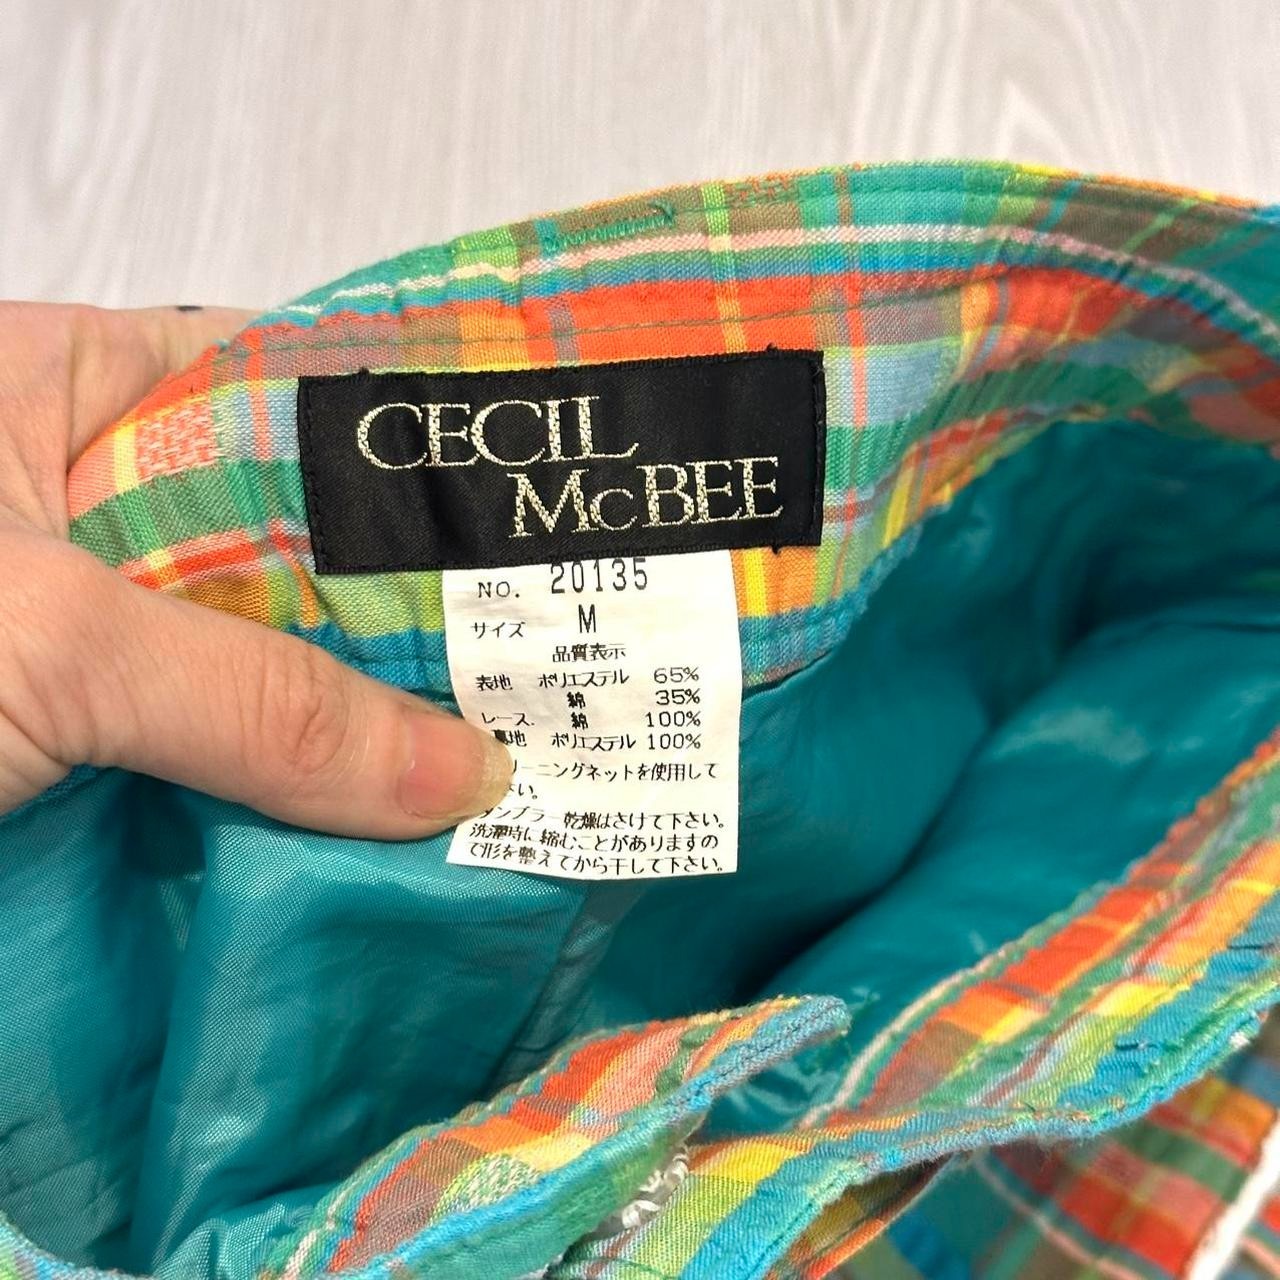 CECIL
McBEE
NO. 20135
サイズ M
品質表示
表地 ポリエステル 65%
綿 35%
レース. 綿 100%
裏地 ポリエステル 100%
リーニングネットを使用して
さい。
タンブラー乾燥はさけて下さい。
洗濯時に縮むことがありますの
で形を整えてから干して下さい。